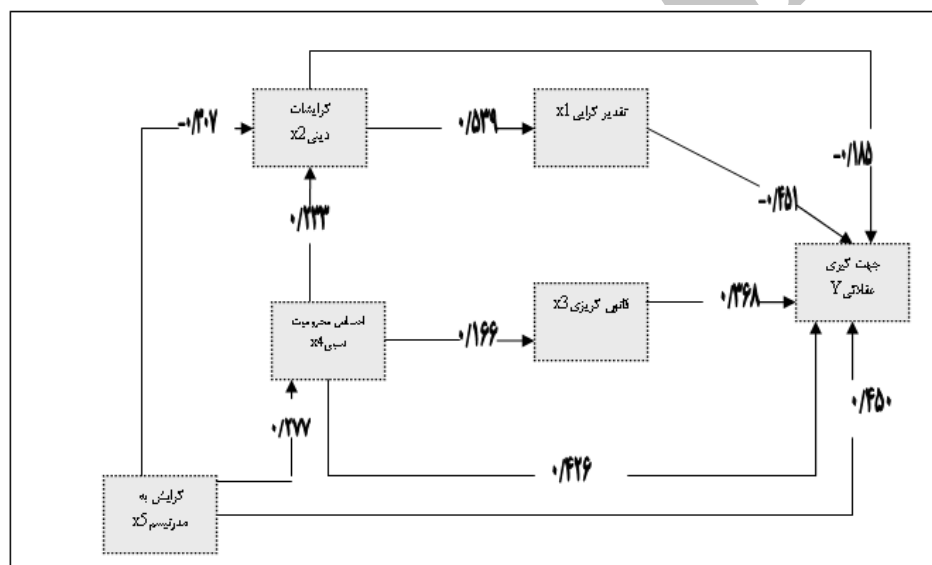 گرایشات
دینی x2
تقدیر گرایی x1
-۰/۴۰۷
۰/۵۳۹
-۰/۱۸۵
-۰/۴۵۱
۰/۲۳۳
جهت گیری
عقلائی Y
احساس محرومیت
نسبی x4
قانون گریزی x3
۰/۳۶۸
۰/۱۶۶
۰/۲۷۷
۰/۴۵۰
۰/۴۲۶
گرایش به
مدرنیسم x5